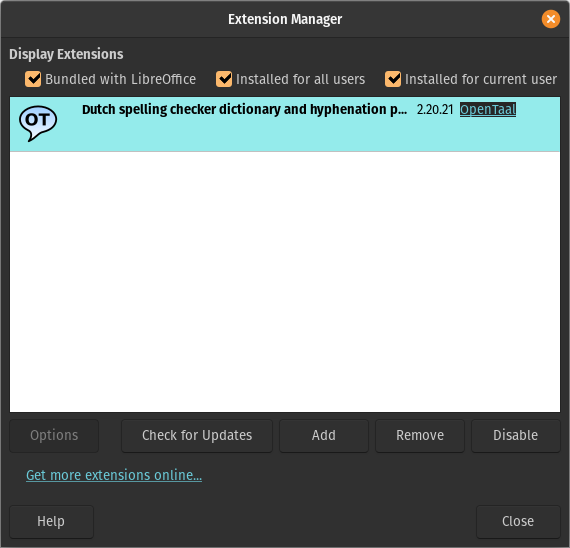 Extension Manager
Display Extensions
Bundled with LibreOffice Installed for all users Installed for current user
OT Dutch spelling checker dictionary and hyphenation p... 2.20.21 OpenTaal
Options Check for Updates Add Remove Disable
Get more extensions online...
Help Close